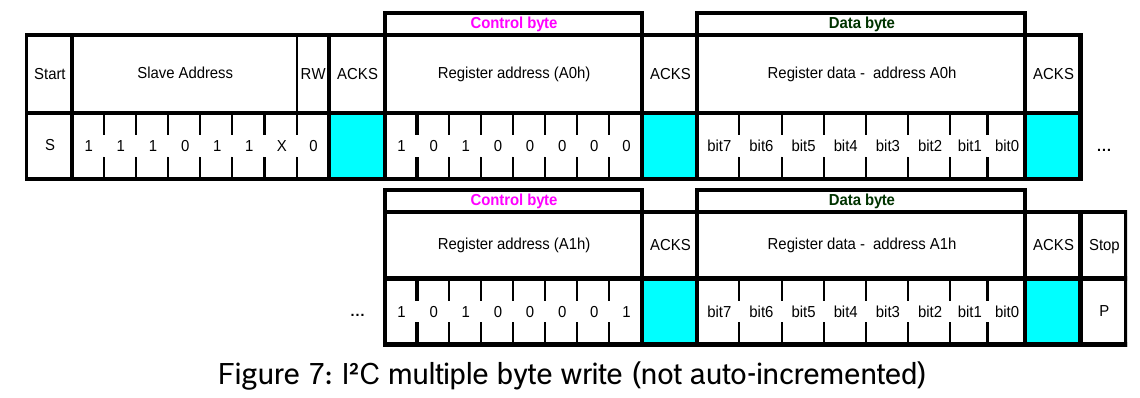 Control byte Data byte
Start Slave Address RW ACKS Register address (A0h) ACKS Register data - address A0h ACKS
S 1 1 1 0 1 1 X 0 1 0 1 0 0 0 0 0 bit7 bit6 bit5 bit4 bit3 bit2 bit1 bit0 ...
Control byte Data byte
Register address (A1h) ACKS Register data - address A1h ACKS Stop
... 1 0 1 0 0 0 0 1 bit7 bit6 bit5 bit4 bit3 bit2 bit1 bit0 P
Figure 7: I²C multiple byte write (not auto-incremented)